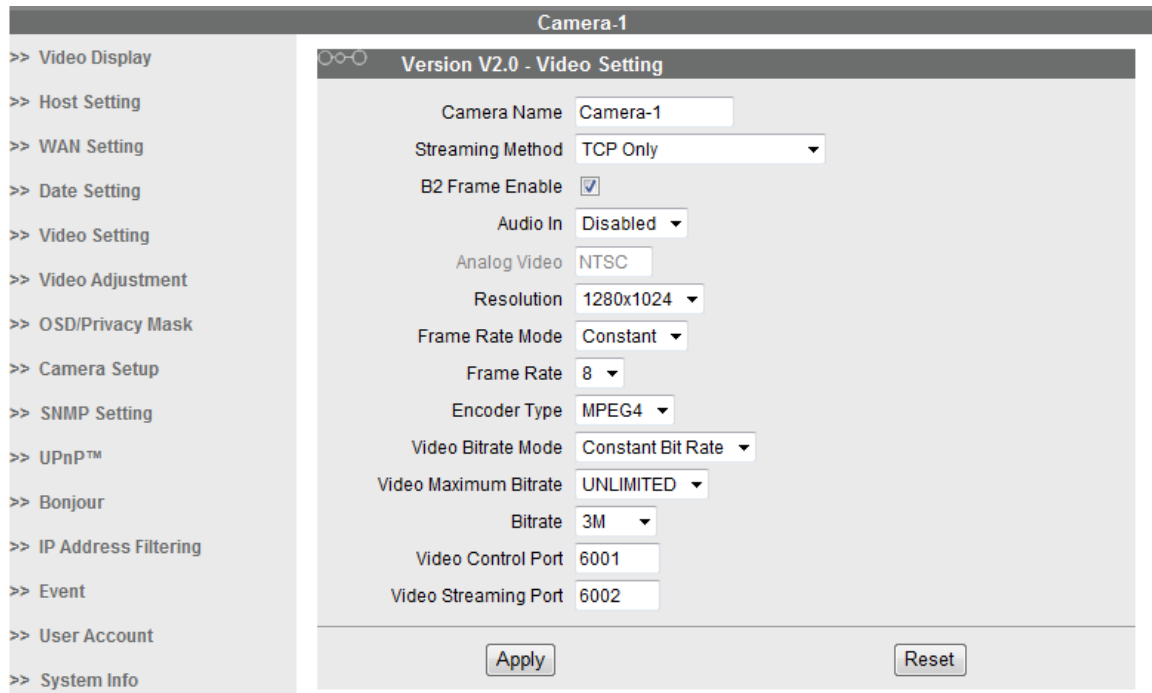 Camera-1
>> Video Display
>> Host Setting
>> WAN Setting
>> Date Setting
>> Video Setting
>> Video Adjustment
>> OSD/Privacy Mask
>> Camera Setup
>> SNMP Setting
>> UPnP™
>> Bonjour
>> IP Address Filtering
>> Event
>> User Account
>> System Info
Version V2.0 - Video Setting
Camera Name Camera-1
Streaming Method TCP Only
B2 Frame Enable
Audio In Disabled
Analog Video NTSC
Resolution 1280x1024
Frame Rate Mode Constant
Frame Rate 8
Encoder Type MPEG4
Video Bitrate Mode Constant Bit Rate
Video Maximum Bitrate UNLIMITED
Bitrate 3M
Video Control Port 6001
Video Streaming Port 6002
Apply Reset